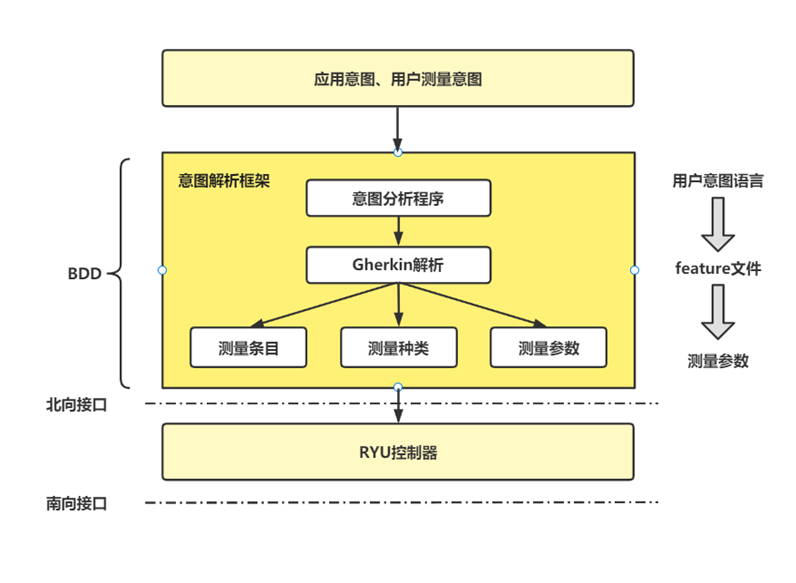 应用意图、用户测量意图
意图解析框架
用户意图语言
意图分析程序
Gherkin解析
BDD
feature文件
测量条目
测量种类
测量参数
测量参数
北向接口
RYU控制器
南向接口